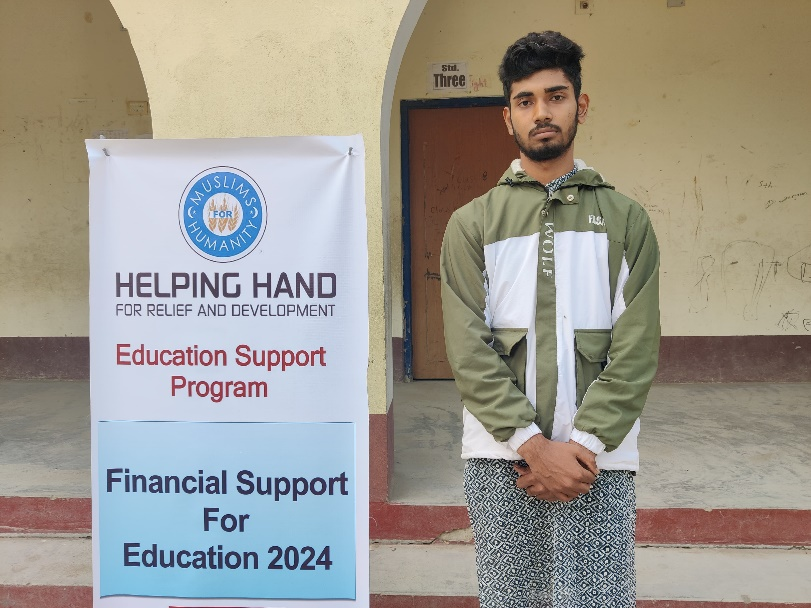 Std.
Three
MUSLIMS
FOR
HUMANITY
HELPING HAND
FOR RELIEF AND DEVELOPMENT
Education Support
Program
Financial Support
For
Education 2024
WOLF